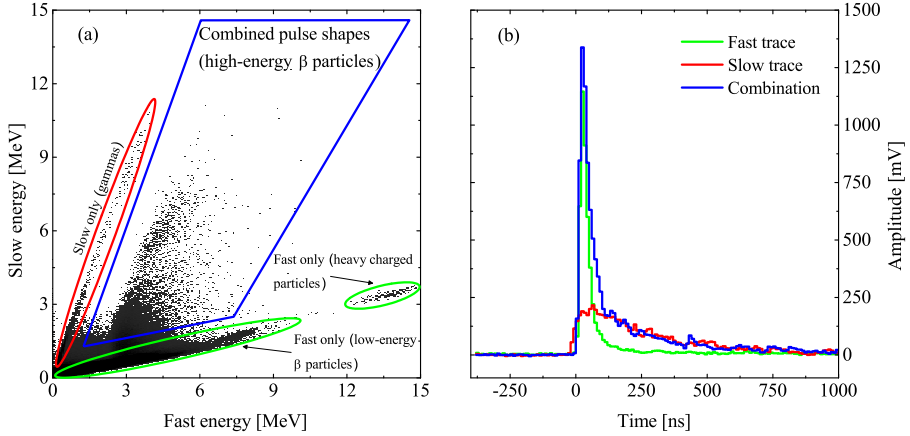 (a)
Combined pulse shapes
(high-energy β particles)
Slow only (gammas)
Fast only (heavy charged
particles)
Fast only (low-energy
β particles)
15
12
9
6
3
0
Slow energy [MeV]
0 3 6 9 12 15
Fast energy [MeV]
(b)
Fast trace
Slow trace
Combination
1500
1250
1000
750
500
250
0
Amplitude [mV]
-250 0 250 500 750 1000
Time [ns]